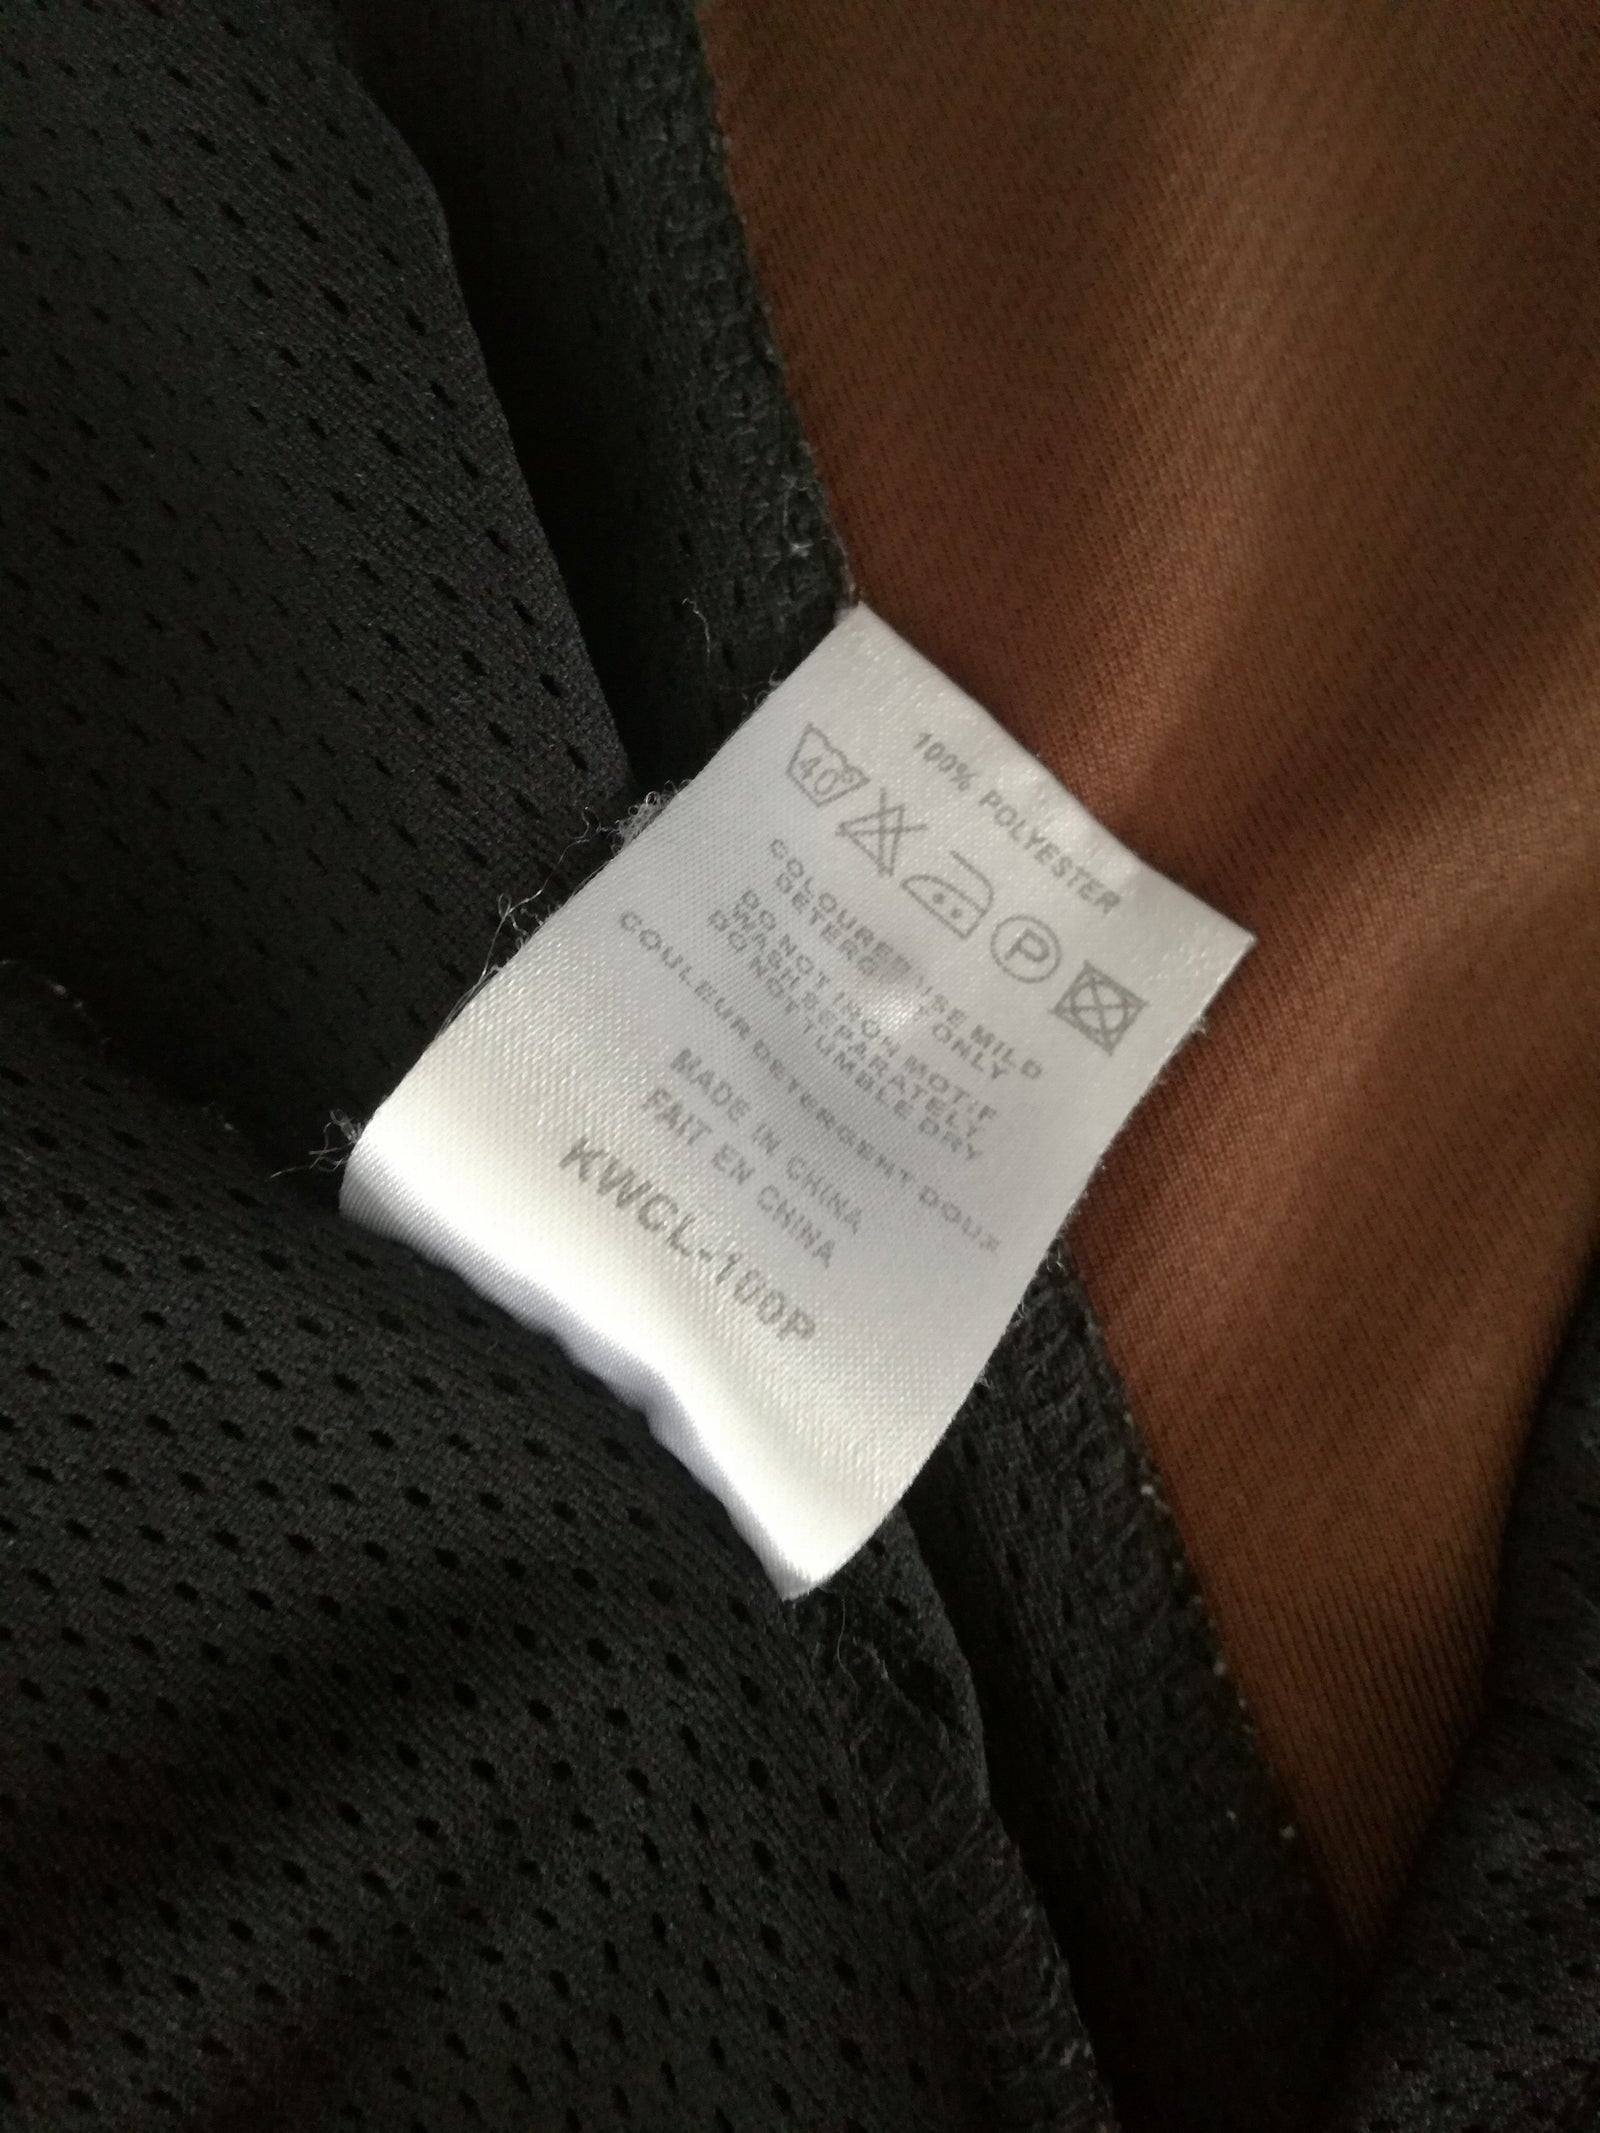 100% POLYESTER
40°
P
COLOURED USE MILD
DETERG ONLY
DO NOT IRON MOTIF
WASH SEPARATELY
DO NOT TUMBLE DRY
COULEUR DETERGENT DOUX
MADE IN CHINA
FAIT EN CHINA
KWCL-100P